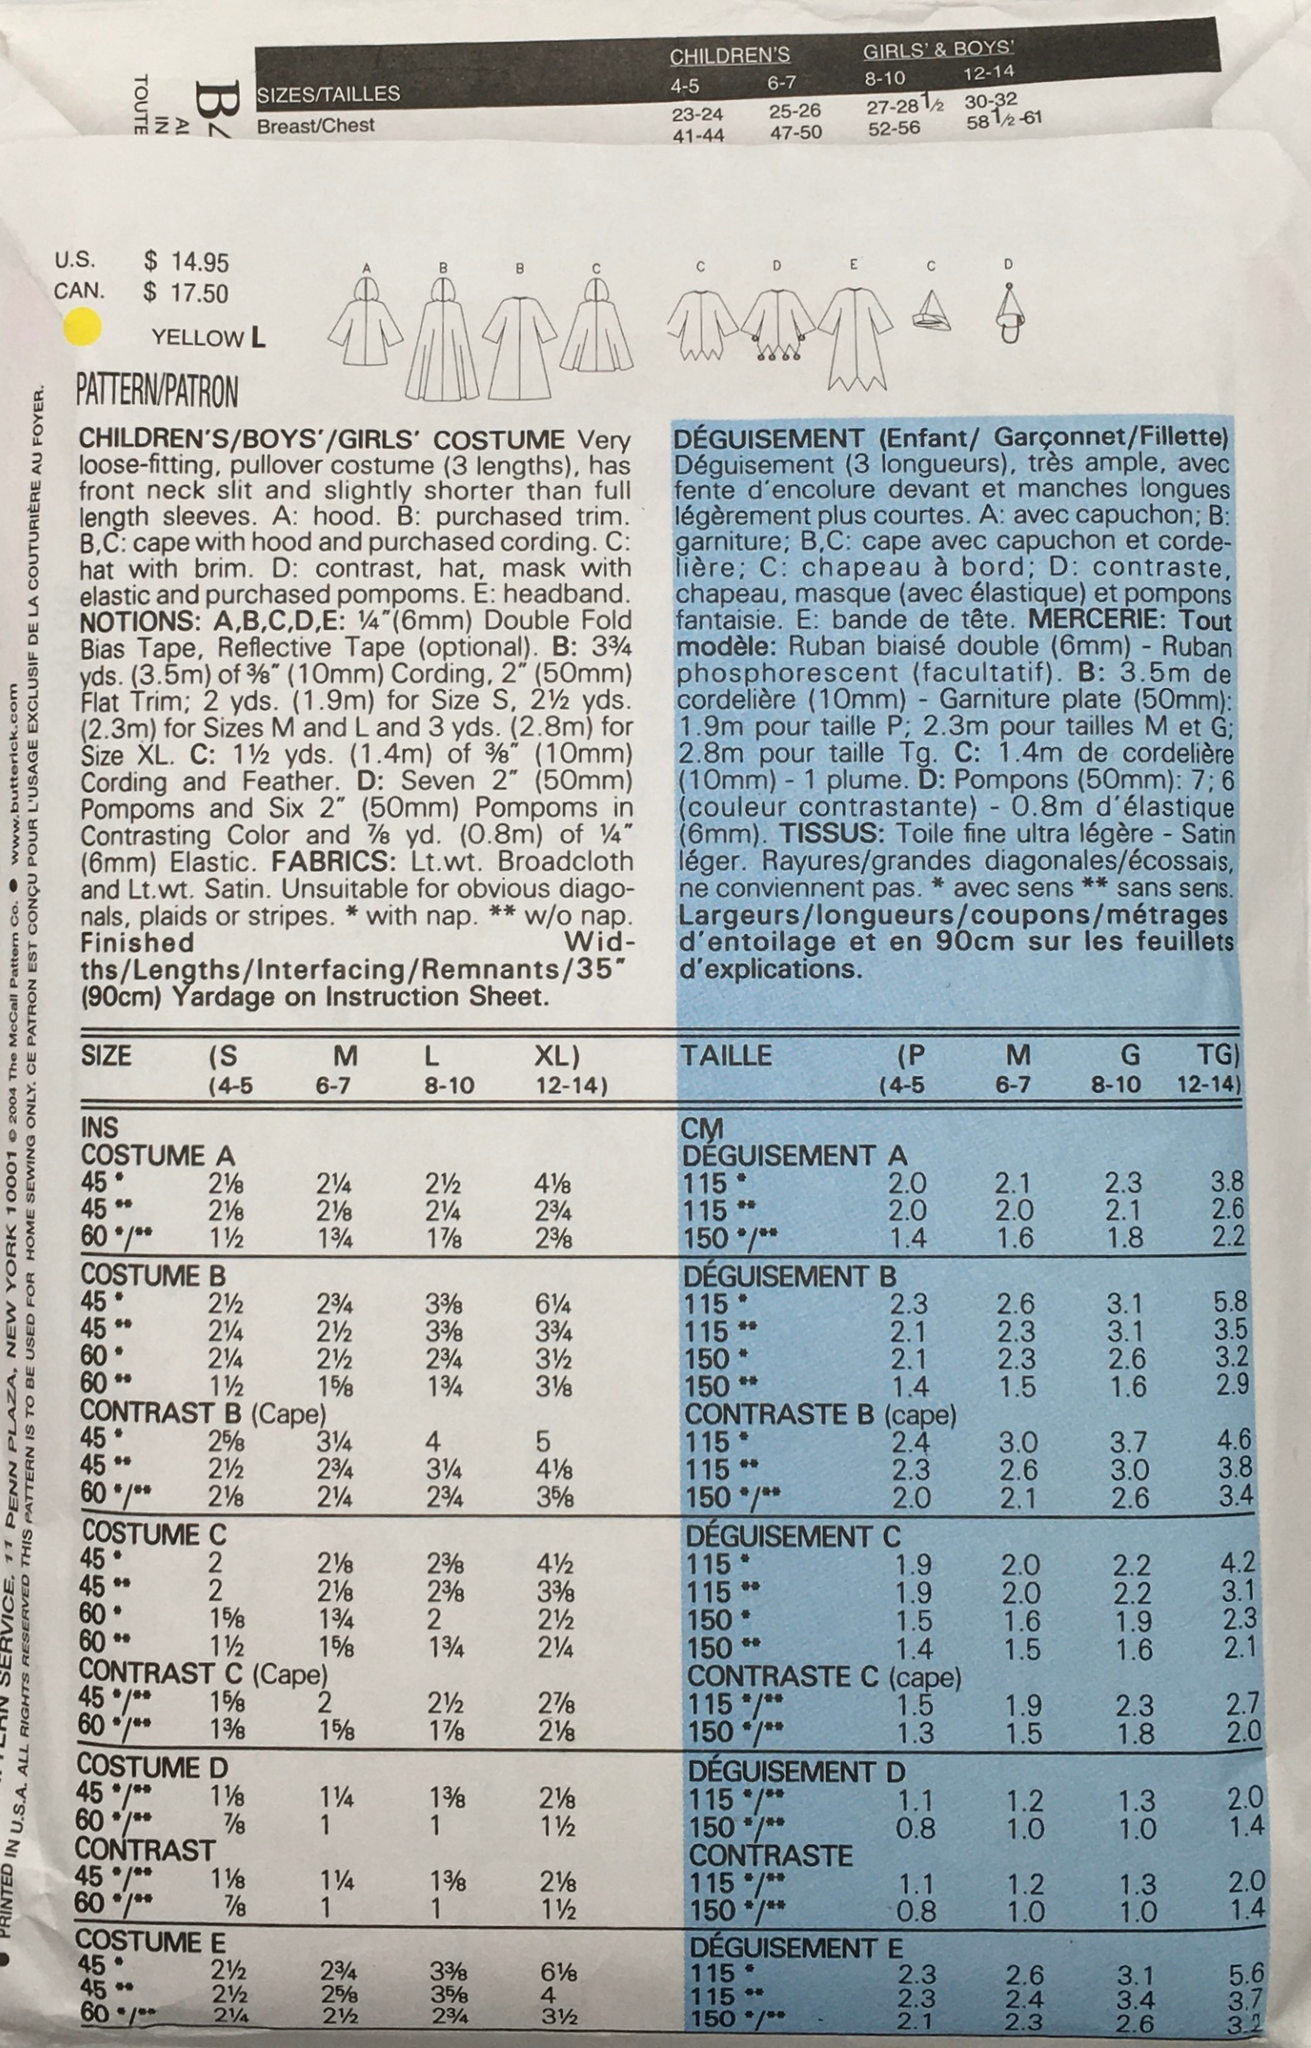 CHILDREN'S GIRLS' & BOYS'
SIZES/TAILLES 4-5 6-7 8-10 12-14
Breast/Chest 23-24 25-26 27-28 1/2 30-32
41-44 47-50 52-56 58 1/2-61
TOUTE
IN
U.S. $ 14.95
CAN. $ 17.50
YELLOW L
A B B C C D E C D
PATTERN/PATRON
CHILDREN'S/BOYS'/GIRLS' COSTUME Very
loose-fitting, pullover costume (3 lengths), has
front neck slit and slightly shorter than full
length sleeves. A: hood. B: purchased trim.
B,C: cape with hood and purchased cording. C:
hat with brim. D: contrast, hat, mask with
elastic and purchased pompoms. E: headband.
NOTIONS: A,B,C,D,E: ¼"(6mm) Double Fold
Bias Tape, Reflective Tape (optional). B: 3¾
yds. (3.5m) of ⅜" (10mm) Cording, 2" (50mm)
Flat Trim; 2 yds. (1.9m) for Size S, 2½ yds.
(2.3m) for Sizes M and L and 3 yds. (2.8m) for
Size XL. C: 1½ yds. (1.4m) of ⅜" (10mm)
Cording and Feather. D: Seven 2" (50mm)
Pompoms and Six 2" (50mm) Pompoms in
Contrasting Color and ⅞ yd. (0.8m) of ¼"
(6mm) Elastic. FABRICS: Lt.wt. Broadcloth
and Lt.wt. Satin. Unsuitable for obvious diago-
nals, plaids or stripes. * with nap. ** w/o nap.
Finished Wid-
ths/Lengths/Interfacing/Remnants/35"
(90cm) Yardage on Instruction Sheet.
DÉGUISEMENT (Enfant/ Garçonnet/Fillette)
Déguisement (3 longueurs), très ample, avec
fente d'encolure devant et manches longues
légèrement plus courtes. A: avec capuchon; B:
garniture; B,C: cape avec capuchon et corde-
lière; C: chapeau à bord; D: contraste,
chapeau, masque (avec élastique) et pompons
fantaisie. E: bande de tête. MERCERIE: Tout
modèle: Ruban biaisé double (6mm) - Ruban
phosphorescent (facultatif). B: 3.5m de
cordelière (10mm) - Garniture plate (50mm):
1.9m pour taille P; 2.3m pour tailles M et G;
2.8m pour taille Tg. C: 1.4m de cordelière
(10mm) - 1 plume. D: Pompons (50mm): 7; 6
(couleur contrastante) - 0.8m d'élastique
(6mm). TISSUS: Toile fine ultra légère - Satin
léger. Rayures/grandes diagonales/écossais,
ne conviennent pas. * avec sens ** sans sens.
Largeurs/longueurs/coupons/métrages
d'entoilage et en 90cm sur les feuillets
d'explications.
SIZE (S M L XL)
(4-5 6-7 8-10 12-14)
INS
COSTUME A
45 * 2⅛ 2¼ 2½ 4⅛
45 ** 2⅛ 2⅛ 2¼ 2¾
60 */** 1½ 1¾ 1⅞ 2⅜
COSTUME B
45 * 2½ 2¾ 3⅜ 6¼
45 ** 2¼ 2½ 3⅜ 3¾
60 * 2¼ 2½ 2¾ 3½
60 ** 1½ 1⅝ 1¾ 3⅛
CONTRAST B (Cape)
45 * 2⅝ 3¼ 4 5
45 ** 2½ 2¾ 3¼ 4⅛
60 */** 2⅛ 2¼ 2¾ 3⅝
COSTUME C
45 * 2 2⅛ 2⅜ 4½
45 ** 2 2⅛ 2⅜ 3⅜
60 * 1⅝ 1¾ 2 2½
60 ** 1½ 1⅝ 1¾ 2¼
CONTRAST C (Cape)
45 */** 1⅝ 2 2½ 2⅞
60 */** 1⅜ 1⅝ 1⅞ 2⅛
COSTUME D
45 */** 1⅛ 1¼ 1⅜ 2⅛
60 */** ⅞ 1 1 1½
CONTRAST
45 */** 1⅛ 1¼ 1⅜ 2⅛
60 */** ⅞ 1 1 1½
COSTUME E
45 * 2½ 2¾ 3⅜ 6⅛
45 ** 2½ 2⅝ 3⅝ 4
60 */** 2¼ 2½ 2¾ 3½
TAILLE (P M G TG)
(4-5 6-7 8-10 12-14)
CM
DÉGUISEMENT A
115 * 2.0 2.1 2.3 3.8
115 ** 2.0 2.0 2.1 2.6
150 */** 1.4 1.6 1.8 2.2
DÉGUISEMENT B
115 * 2.3 2.6 3.1 5.8
115 ** 2.1 2.3 3.1 3.5
150 * 2.1 2.3 2.6 3.2
150 ** 1.4 1.5 1.6 2.9
CONTRASTE B (cape)
115 * 2.4 3.0 3.7 4.6
115 ** 2.3 2.6 3.0 3.8
150 */** 2.0 2.1 2.6 3.4
DÉGUISEMENT C
115 * 1.9 2.0 2.2 4.2
115 ** 1.9 2.0 2.2 3.1
150 * 1.5 1.6 1.9 2.3
150 ** 1.4 1.5 1.6 2.1
CONTRASTE C (cape)
115 */** 1.5 1.9 2.3 2.7
150 */** 1.3 1.5 1.8 2.0
DÉGUISEMENT D
115 */** 1.1 1.2 1.3 2.0
150 */** 0.8 1.0 1.0 1.4
CONTRASTE
115 */** 1.1 1.2 1.3 2.0
150 */** 0.8 1.0 1.0 1.4
DÉGUISEMENT E
115 * 2.3 2.6 3.1 5.6
115 ** 2.3 2.4 3.4 3.7
150 */** 2.1 2.3 2.6 3.2
SERVICE, 11 PENN PLAZA, NEW YORK 10001 © 2004 The McCall Pattern Co. ● www.butterick.com
● PRINTED IN U.S.A. ALL RIGHTS RESERVED THIS PATTERN IS TO BE USED FOR HOME SEWING ONLY. CE PATRON EST CONÇU POUR L'USAGE EXCLUSIF DE LA COUTURIÈRE AU FOYER.